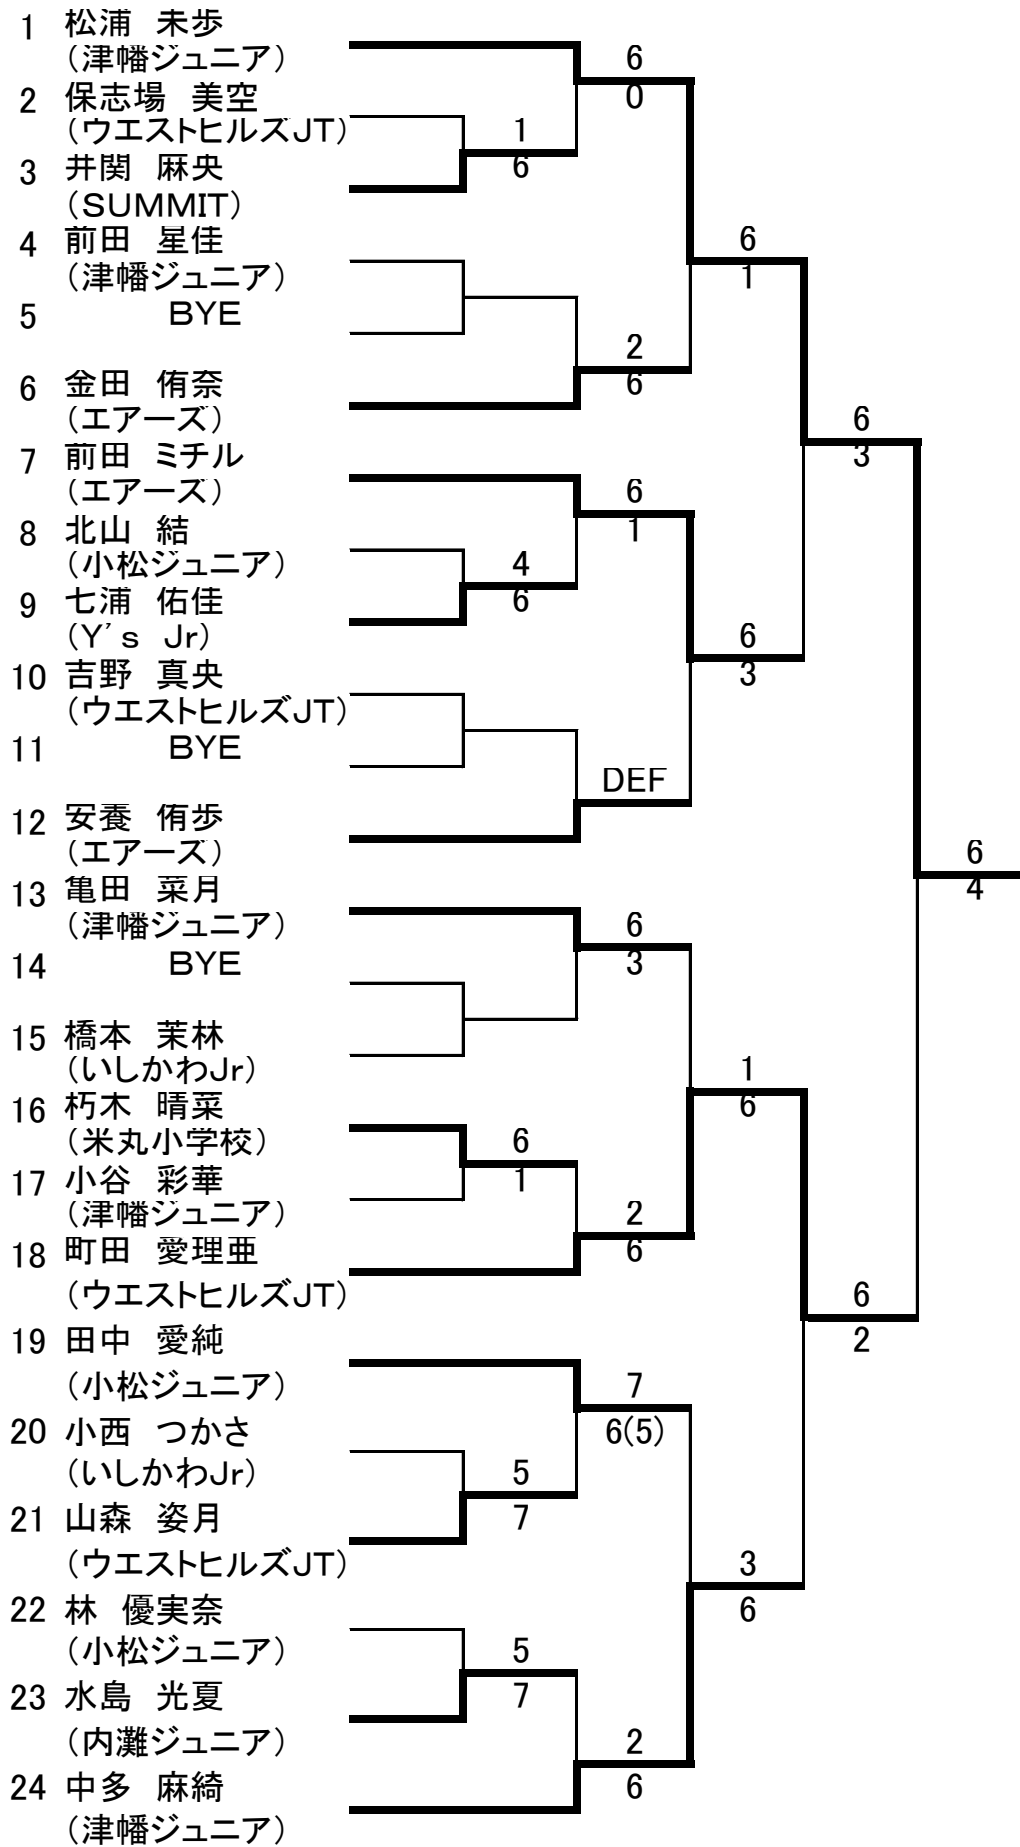 1 松浦 未歩
(津幡ジュニア)
2 保志場 美空
(ウエストヒルズJT)
3 井関 麻央
(SUMMIT)
4 前田 星佳
(津幡ジュニア)
5 BYE
6 金田 侑奈
(エアーズ)
7 前田 ミチル
(エアーズ)
8 北山 結
(小松ジュニア)
9 七浦 佑佳
(Y's Jr)
10 吉野 真央
(ウエストヒルズJT)
11 BYE
12 安養 侑歩
(エアーズ)
13 亀田 菜月
(津幡ジュニア)
14 BYE
15 橋本 茉林
(いしかわJr)
16 朽木 晴菜
(米丸小学校)
17 小谷 彩華
(津幡ジュニア)
18 町田 愛理亜
(ウエストヒルズJT)
19 田中 愛純
(小松ジュニア)
20 小西 つかさ
(いしかわJr)
21 山森 姿月
(ウエストヒルズJT)
22 林 優実奈
(小松ジュニア)
23 水島 光夏
(内灘ジュニア)
24 中多 麻綺
(津幡ジュニア)
1
6
4
6
6
1
5
7
5
7
6
0
2
6
6
1
DEF
6
3
2
6
7
6(5)
2
6
6
1
6
3
1
6
3
6
6
3
6
2
6
4